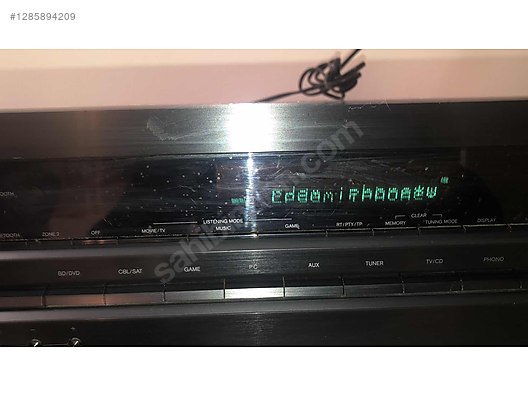 #1285894209
LISTENING MODE
CLEAR
ZONE 2 OFF MOVIE/TV MUSIC GAME RT/PTY/TP MEMORY TUNING MODE DISPLAY
BD/DVD CBL/SAT GAME PC AUX TUNER TV/CD PHONO